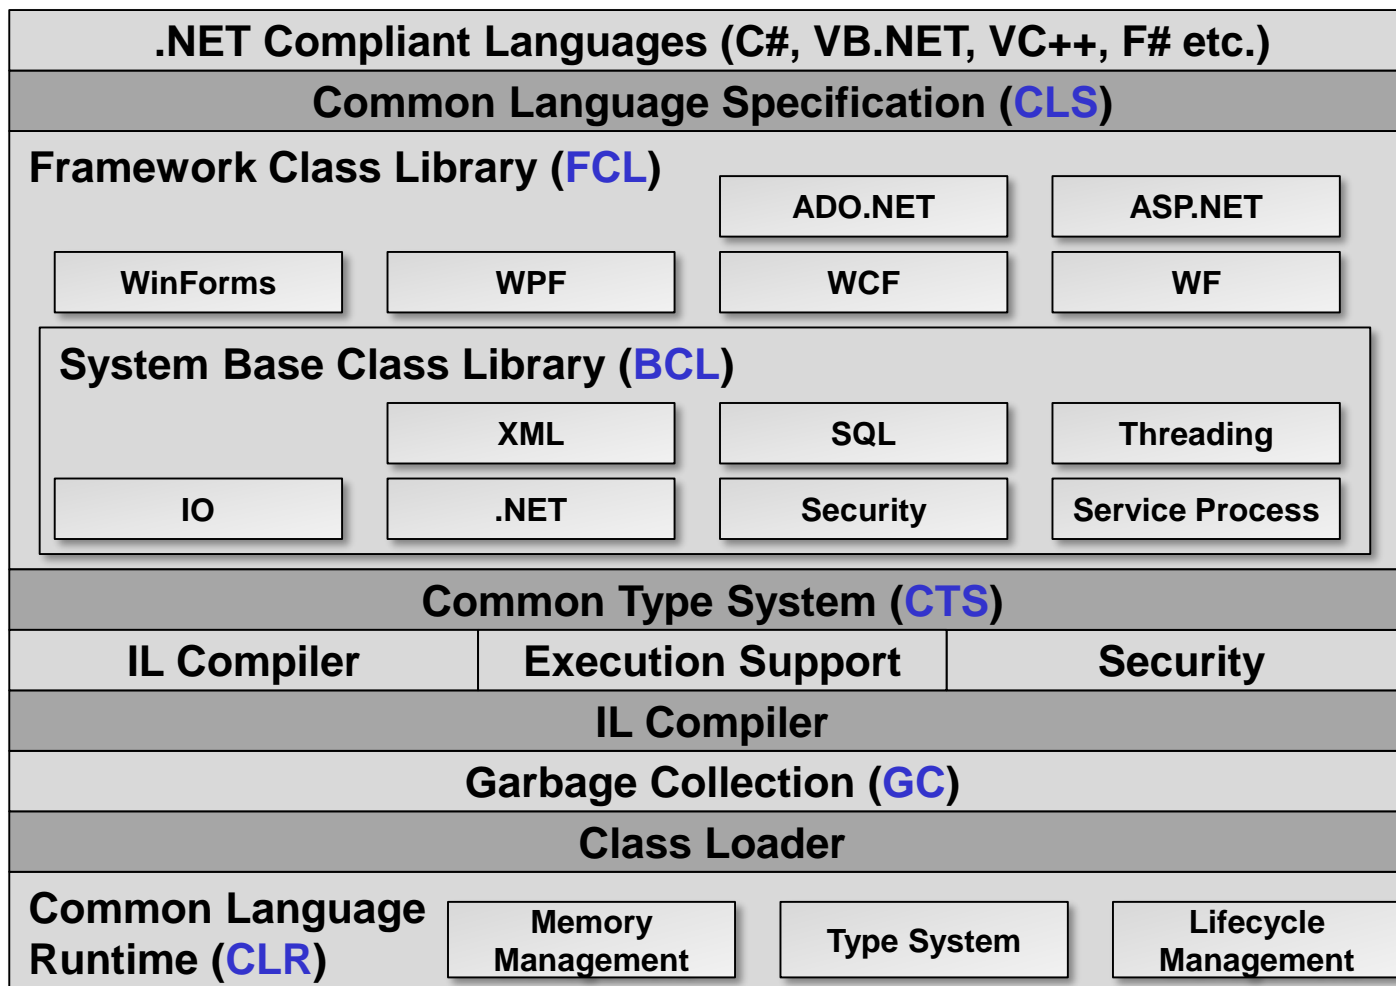 .NET Compliant Languages (C#, VB.NET, VC++, F# etc.)
Common Language Specification (CLS)
Framework Class Library (FCL)
ADO.NET
ASP.NET
WinForms
WPF
WCF
WF
System Base Class Library (BCL)
XML
SQL
Threading
IO
.NET
Security
Service Process
Common Type System (CTS)
IL Compiler
Execution Support
Security
IL Compiler
Garbage Collection (GC)
Class Loader
Common Language
Runtime (CLR)
Memory
Management
Type System
Lifecycle
Management